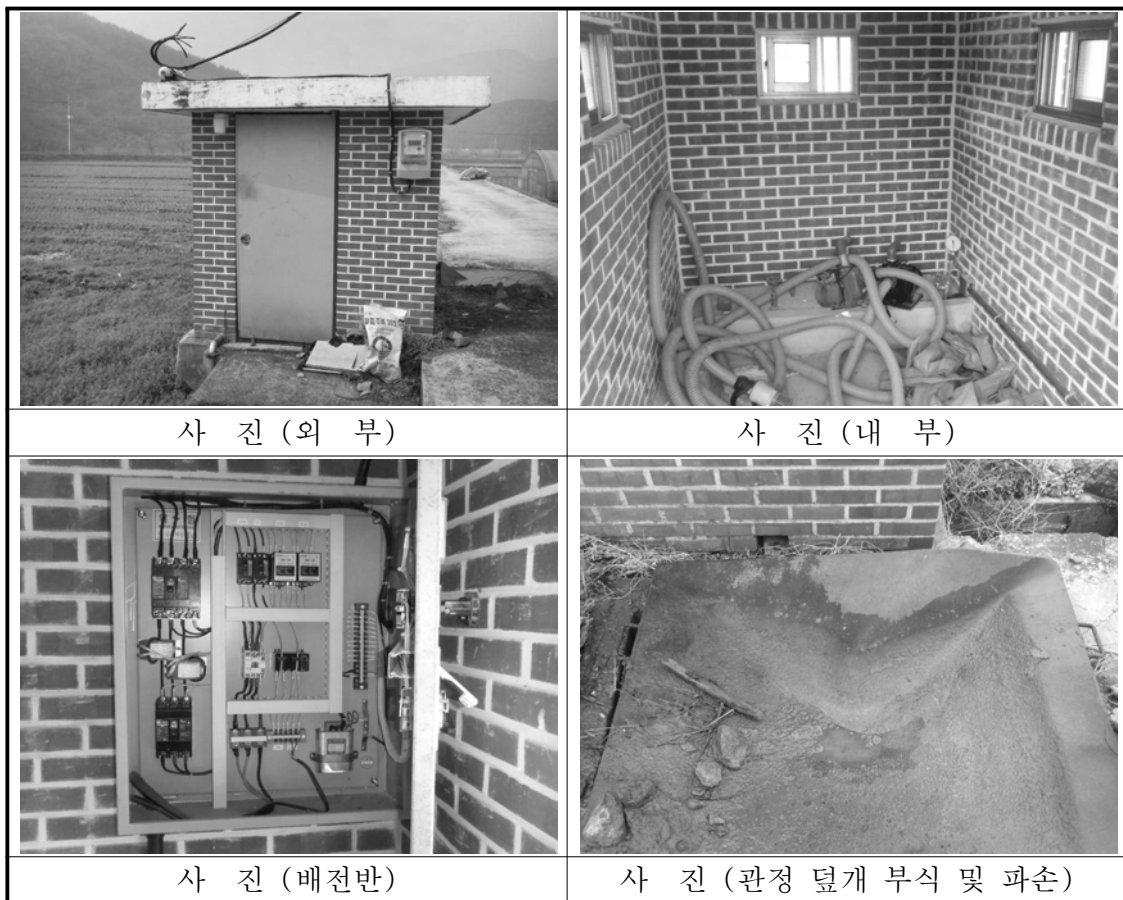 사 진 (외 부)
사 진 (내 부)
사 진 (배전반)
사 진 (관정 덮개 부식 및 파손)